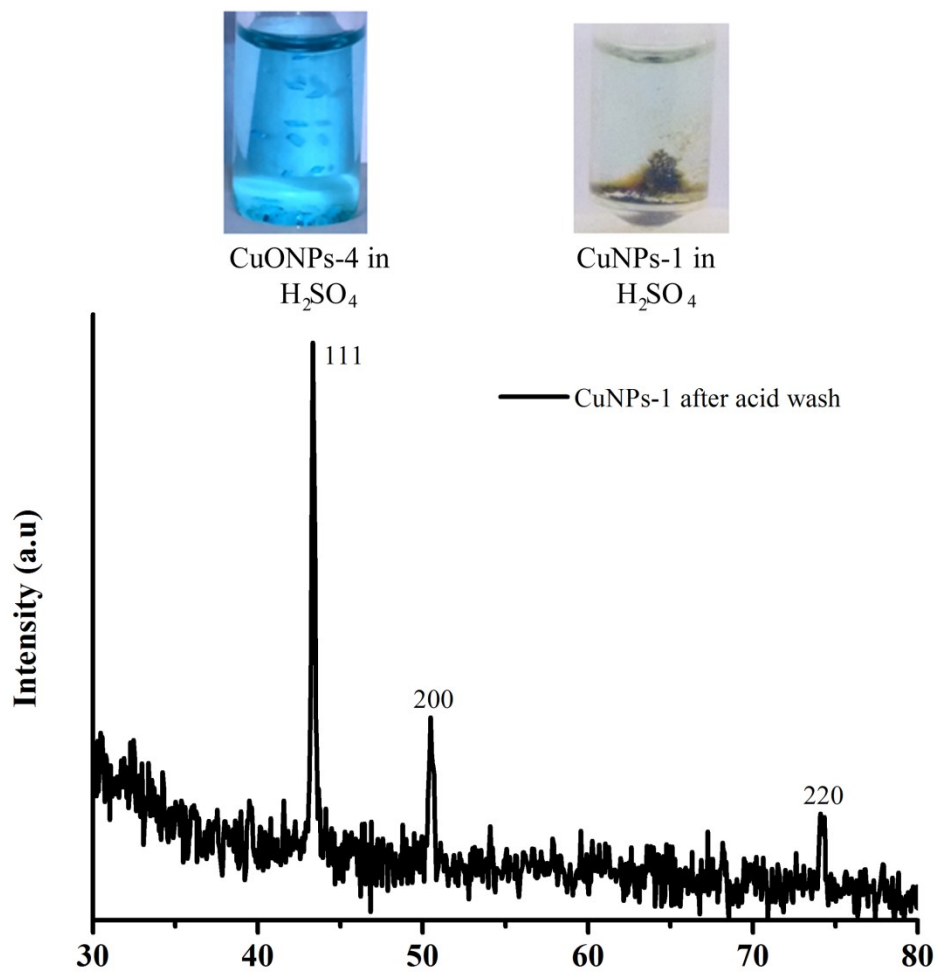 CuONPs-4 in
H₂SO₄
CuNPs-1 in
H₂SO₄
111
CuNPs-1 after acid wash
200
220
Intensity (a.u)
30 40 50 60 70 80